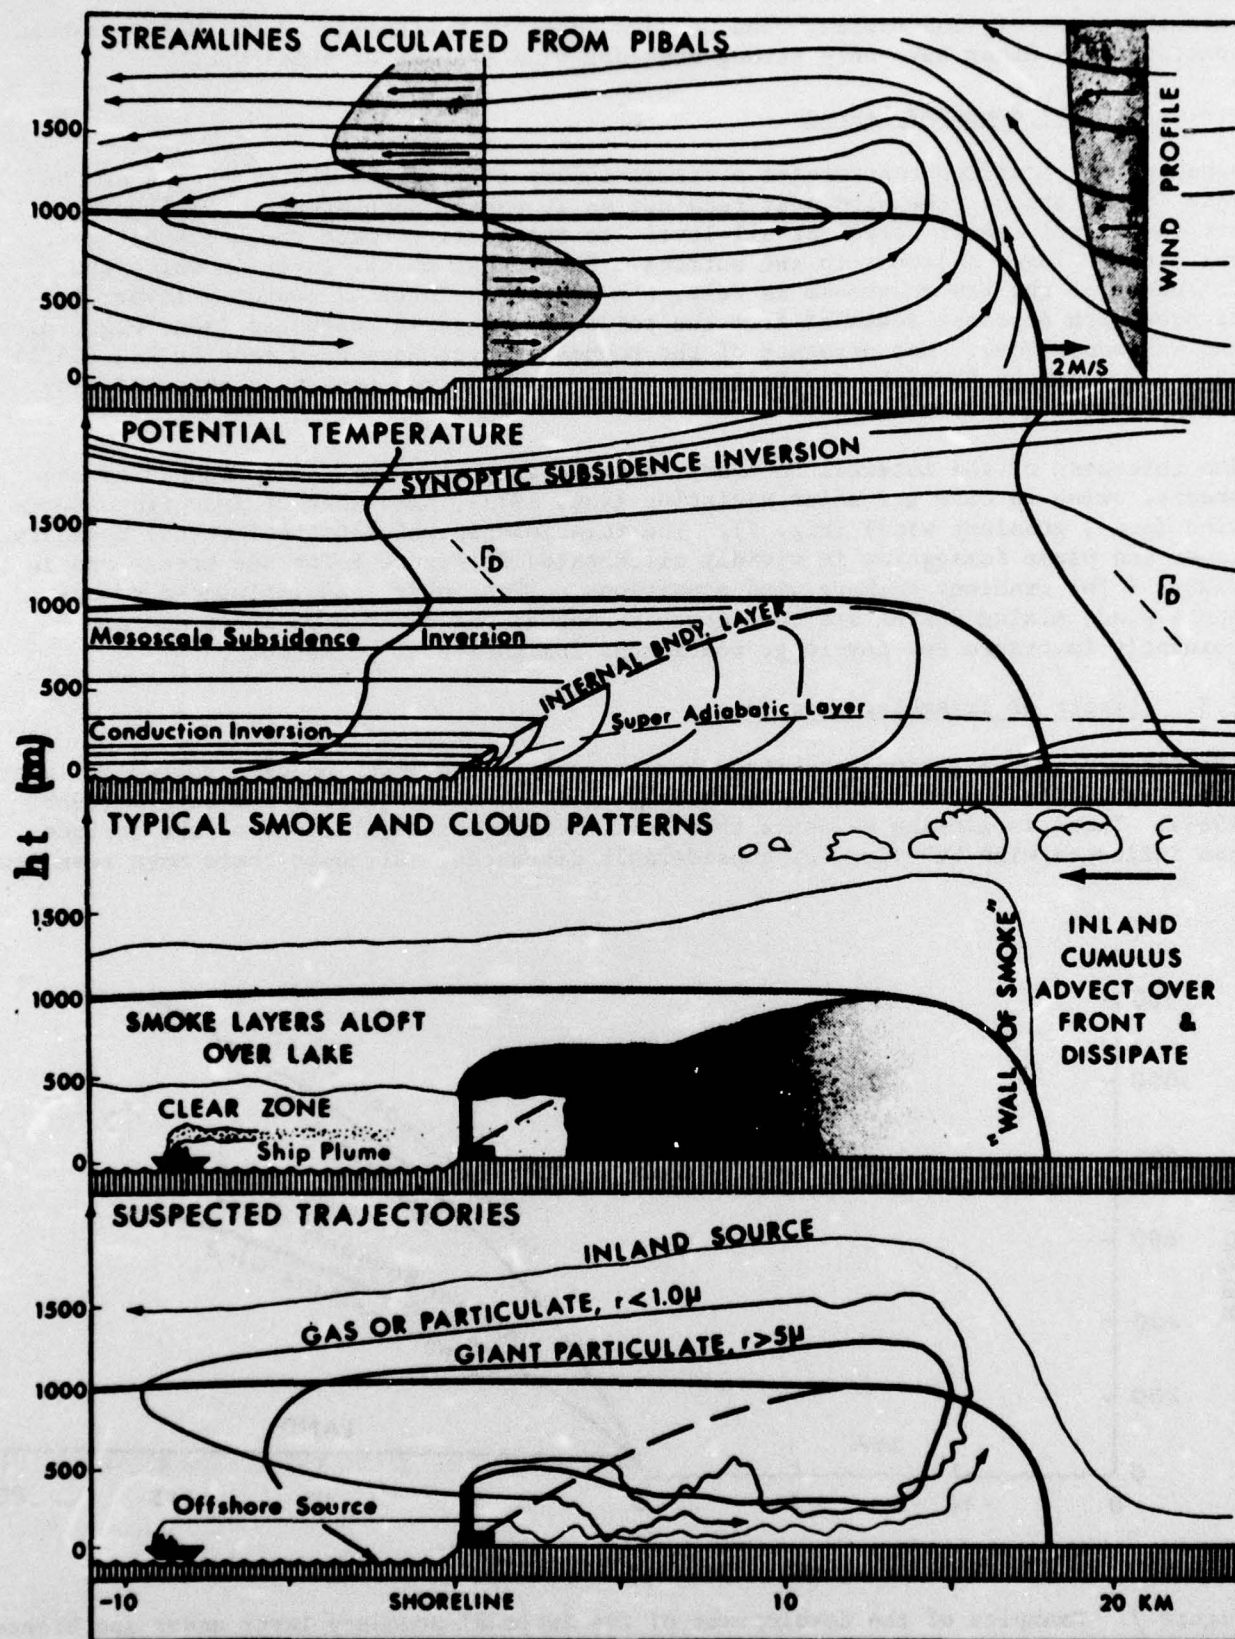 STREAMLINES CALCULATED FROM PIBALS
1500
1000
500
0
WIND PROFILE
2M/S
POTENTIAL TEMPERATURE
SYNOPTIC SUBSIDENCE INVERSION
1500
ΓD
ΓD
1000
Mesoscale Subsidence Inversion
INTERNAL BNDY. LAYER
500
Super Adiabatic Layer
Conduction Inversion
0
ht (m)
TYPICAL SMOKE AND CLOUD PATTERNS
1500
1000
500
0
"WALL OF SMOKE"
INLAND
CUMULUS
ADVECT OVER
FRONT &
DISSIPATE
SMOKE LAYERS ALOFT
OVER LAKE
CLEAR ZONE
Ship Plume
SUSPECTED TRAJECTORIES
INLAND SOURCE
1500
GAS OR PARTICULATE, r<1.0μ
GIANT PARTICULATE, r>5μ
1000
500
Offshore Source
0
-10 SHORELINE 10 20 KM